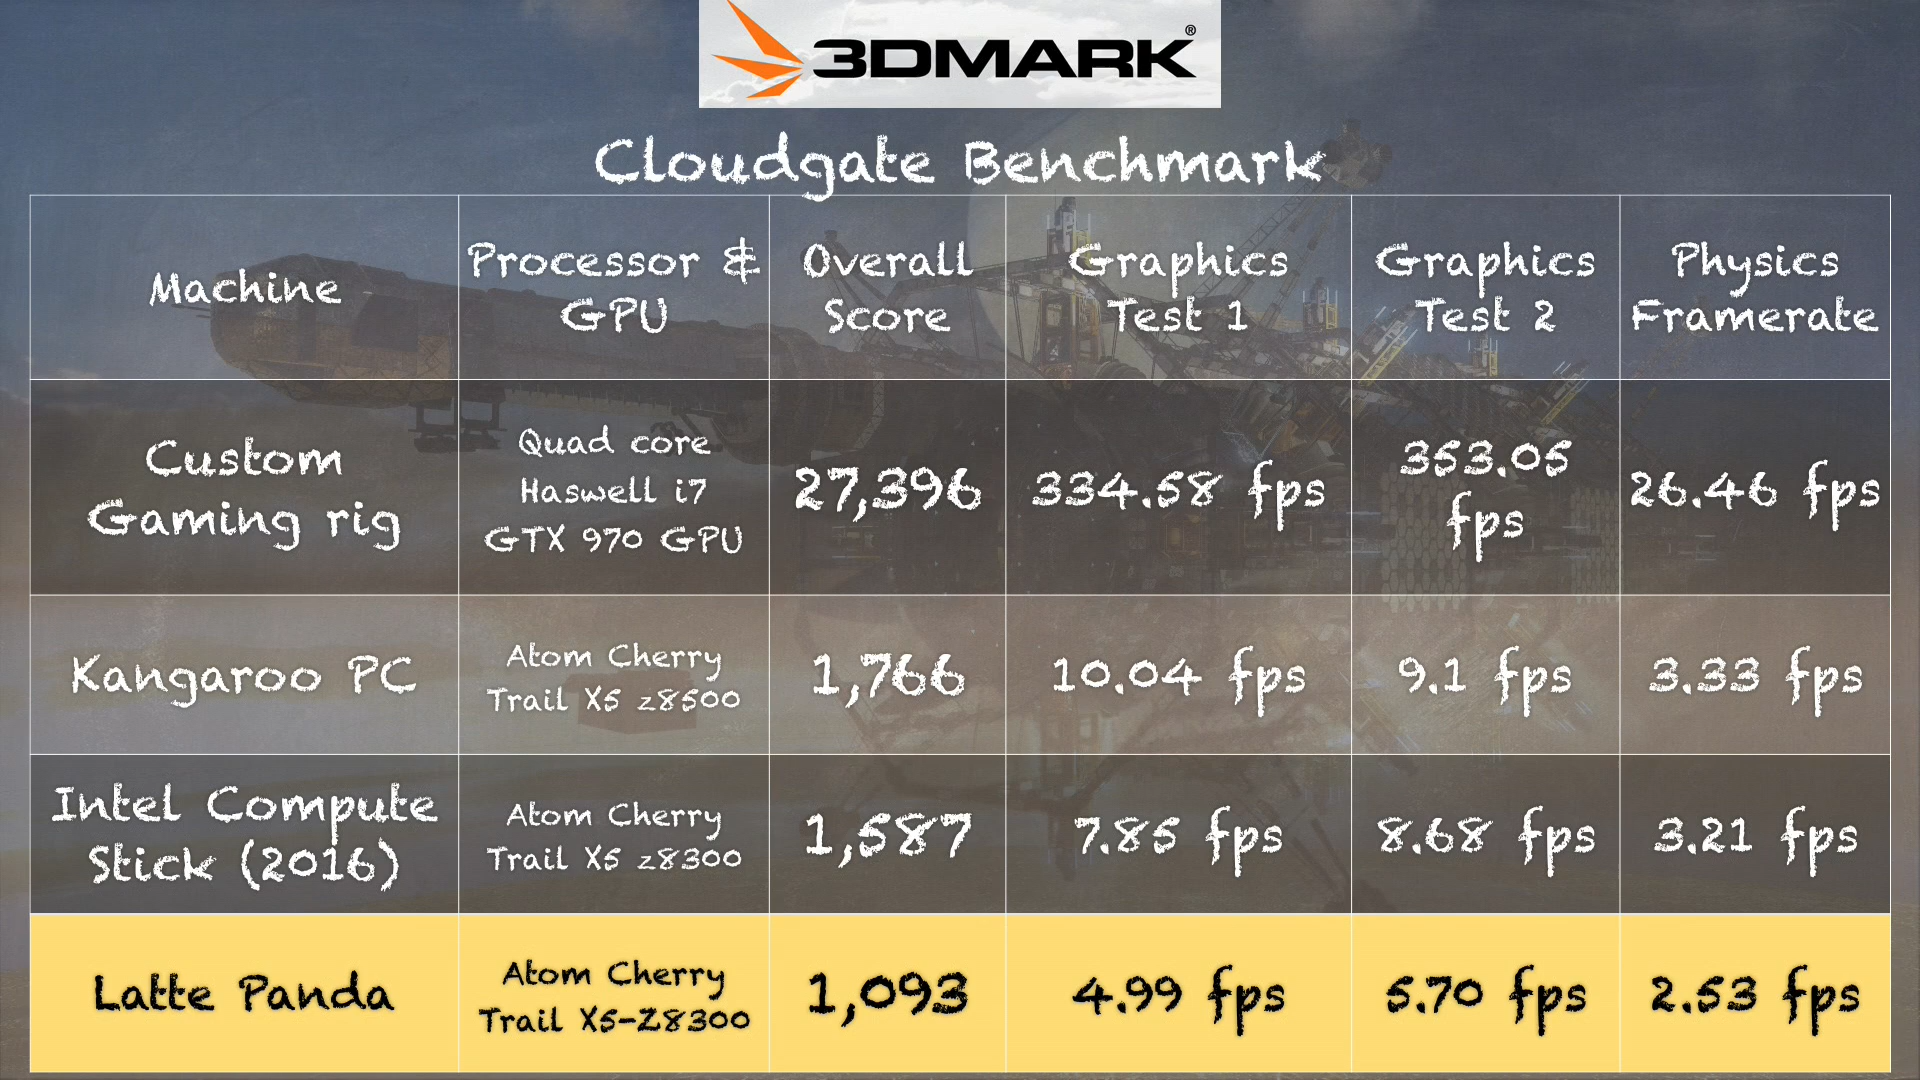 3DMARK®
Cloudgate Benchmark
Machine
Processor &
GPU
Overall
Score
Graphics
Test 1
Graphics
Test 2
Physics
Framerate
Custom
Gaming rig
Quad core
Haswell i7
GTX 970 GPU
27,396
334.58 fps
353.05
fps
26.46 fps
Kangaroo PC
Atom Cherry
Trail X5 z8500
1,766
10.04 fps
9.1 fps
3.33 fps
Intel Compute
Stick (2016)
Atom Cherry
Trail X5 z8300
1,587
7.85 fps
8.68 fps
3.21 fps
Latte Panda
Atom Cherry
Trail X5-Z8300
1,093
4.99 fps
5.70 fps
2.53 fps